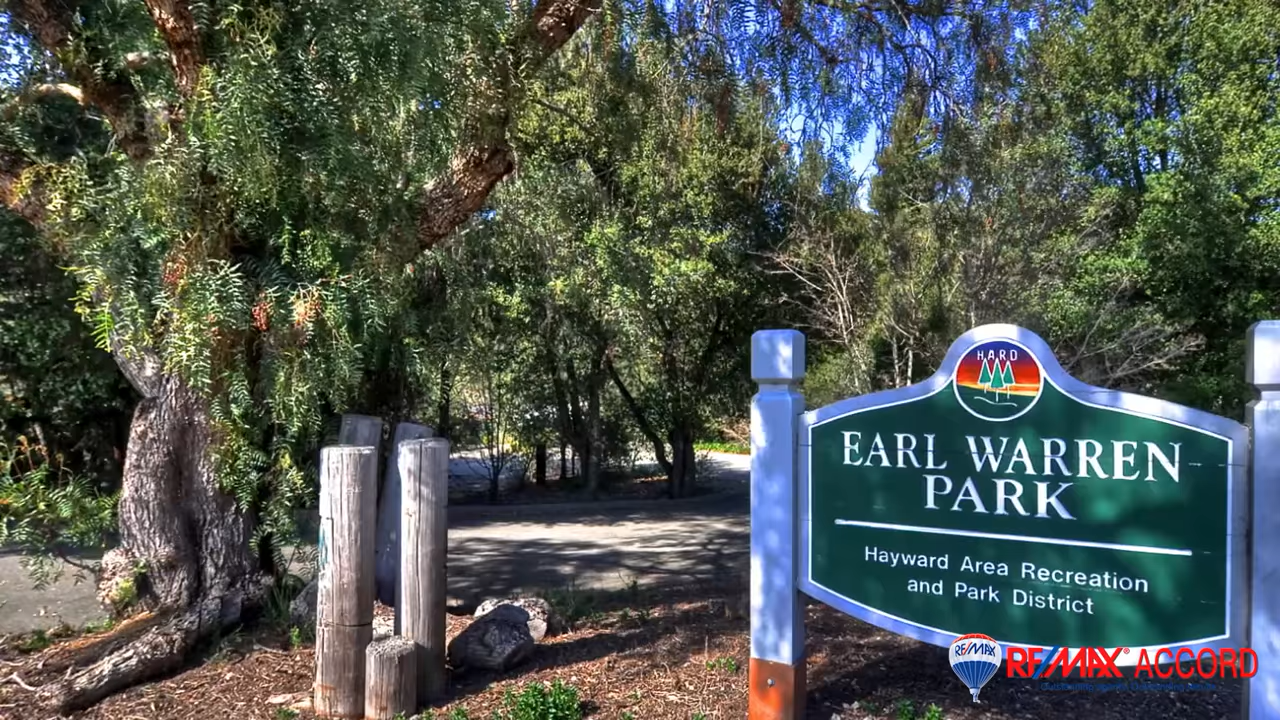 HARD
EARL WARREN
PARK
Hayward Area Recreation
and Park District
RE/MAX
RE/MAX ACCORD